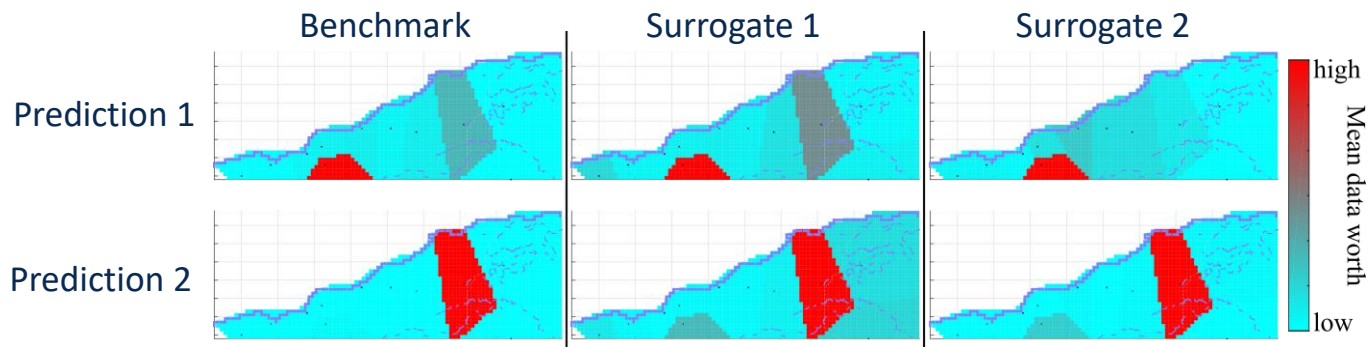 Benchmark
Surrogate 1
Surrogate 2
Prediction 1
Prediction 2
high
Mean data worth
low